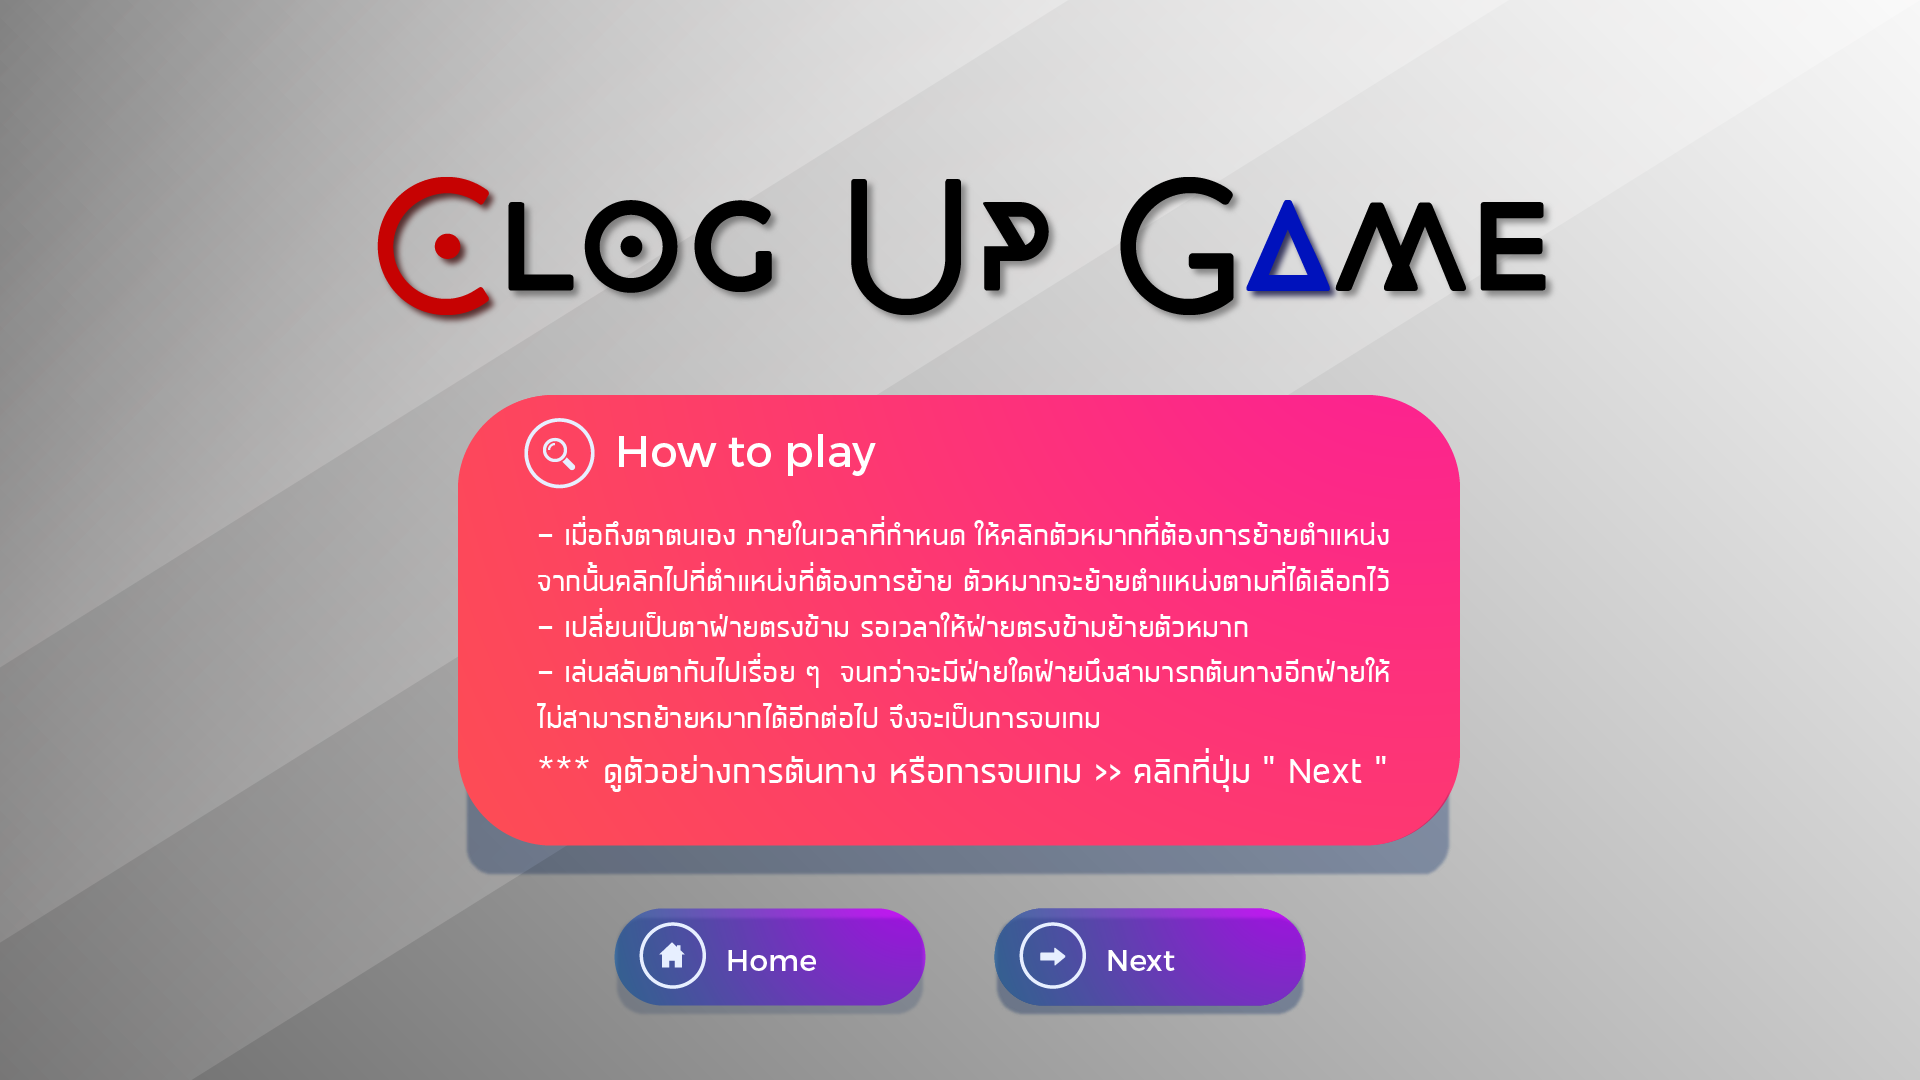 CLOG UP GAME
How to play
- เมื่อถึงตาตนเอง ภายในเวลาที่กำหนด ให้คลิกตัวหมากที่ต้องการย้ายตำแหน่ง
จากนั้นคลิกไปที่ตำแหน่งที่ต้องการย้าย ตัวหมากจะย้ายตำแหน่งตามที่ได้เลือกไว้
- เปลี่ยนเป็นตาฝ่ายตรงข้าม รอเวลาให้ฝ่ายตรงข้ามย้ายตัวหมาก
- เล่นสลับตากันไปเรื่อย ๆ จนกว่าจะมีฝ่ายใดฝ่ายนึงสามารถตันทางอีกฝ่ายให้
ไม่สามารถย้ายหมากได้อีกต่อไป จึงจะเป็นการจบเกม
*** ดูตัวอย่างการตันทาง หรือการจบเกม >> คลิกที่ปุ่ม " Next "
Home
Next